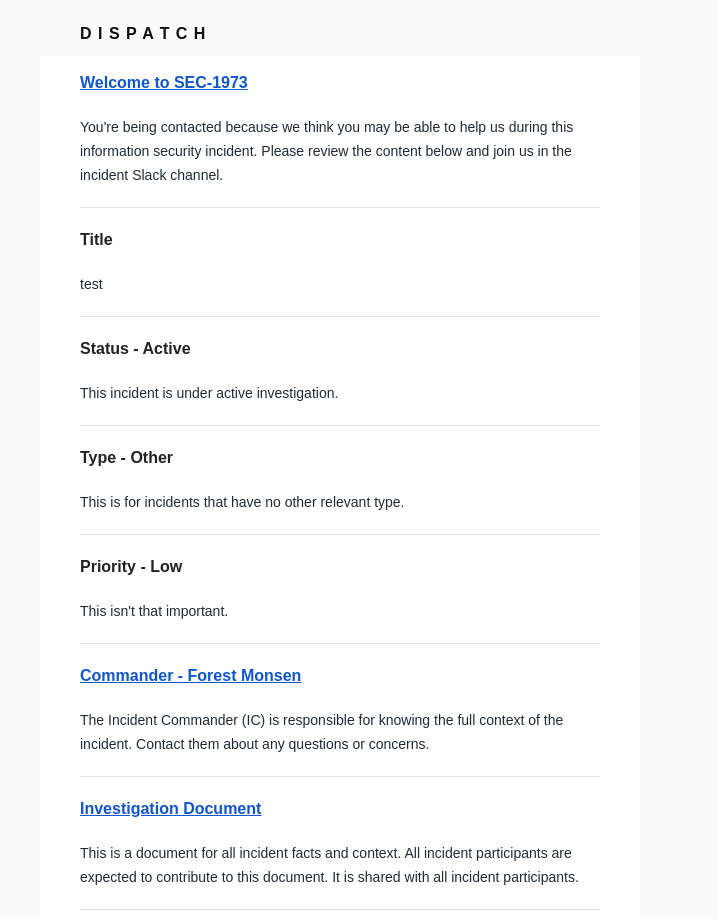 DISPATCH
Welcome to SEC-1973
You're being contacted because we think you may be able to help us during this
information security incident. Please review the content below and join us in the
incident Slack channel.
Title
test
Status - Active
This incident is under active investigation.
Type - Other
This is for incidents that have no other relevant type.
Priority - Low
This isn't that important.
Commander - Forest Monsen
The Incident Commander (IC) is responsible for knowing the full context of the
incident. Contact them about any questions or concerns.
Investigation Document
This is a document for all incident facts and context. All incident participants are
expected to contribute to this document. It is shared with all incident participants.